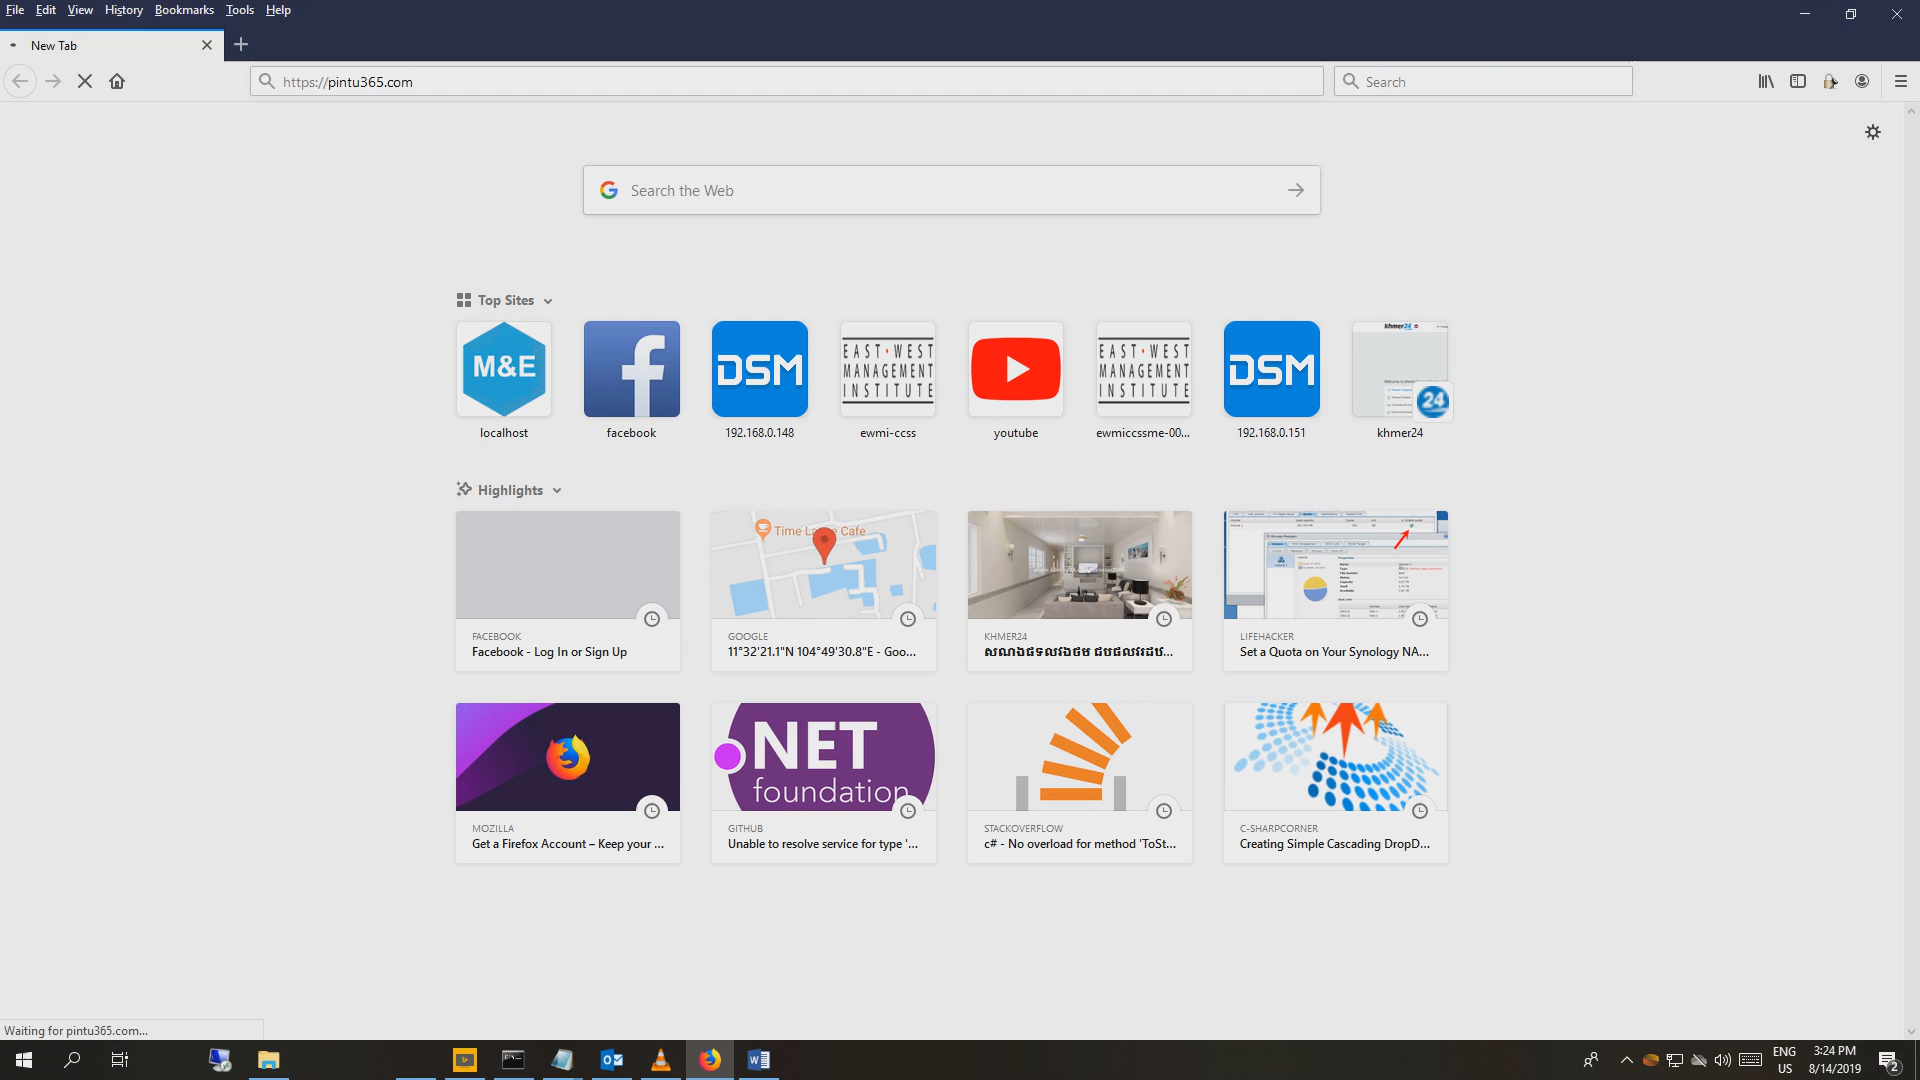 File Edit View History Bookmarks Tools Help
New Tab
https://pintu365.com
Search
Search the Web
Top Sites
M&E
DSM
EAST-WEST
MANAGEMENT
INSTITUTE
EAST-WEST
MANAGEMENT
INSTITUTE
DSM
khmer24
24
localhost
facebook
192.168.0.148
ewmi-ccss
youtube
ewmiccssme-00...
192.168.0.151
khmer24
Highlights
FACEBOOK
Facebook - Log In or Sign Up
Cafe
GOOGLE
11°32'21.1"N 104°49'30.8"E - Goo...
KHMER24
LIFEHACKER
Set a Quota on Your Synology NA...
MOZILLA
Get a Firefox Account – Keep your ...
NET
foundation
GITHUB
Unable to resolve service for type '...
STACKOVERFLOW
c# - No overload for method 'ToSt...
C-SHARPCORNER
Creating Simple Cascading DropD...
Waiting for pintu365.com...
ENG
US
3:24 PM
8/14/2019
2